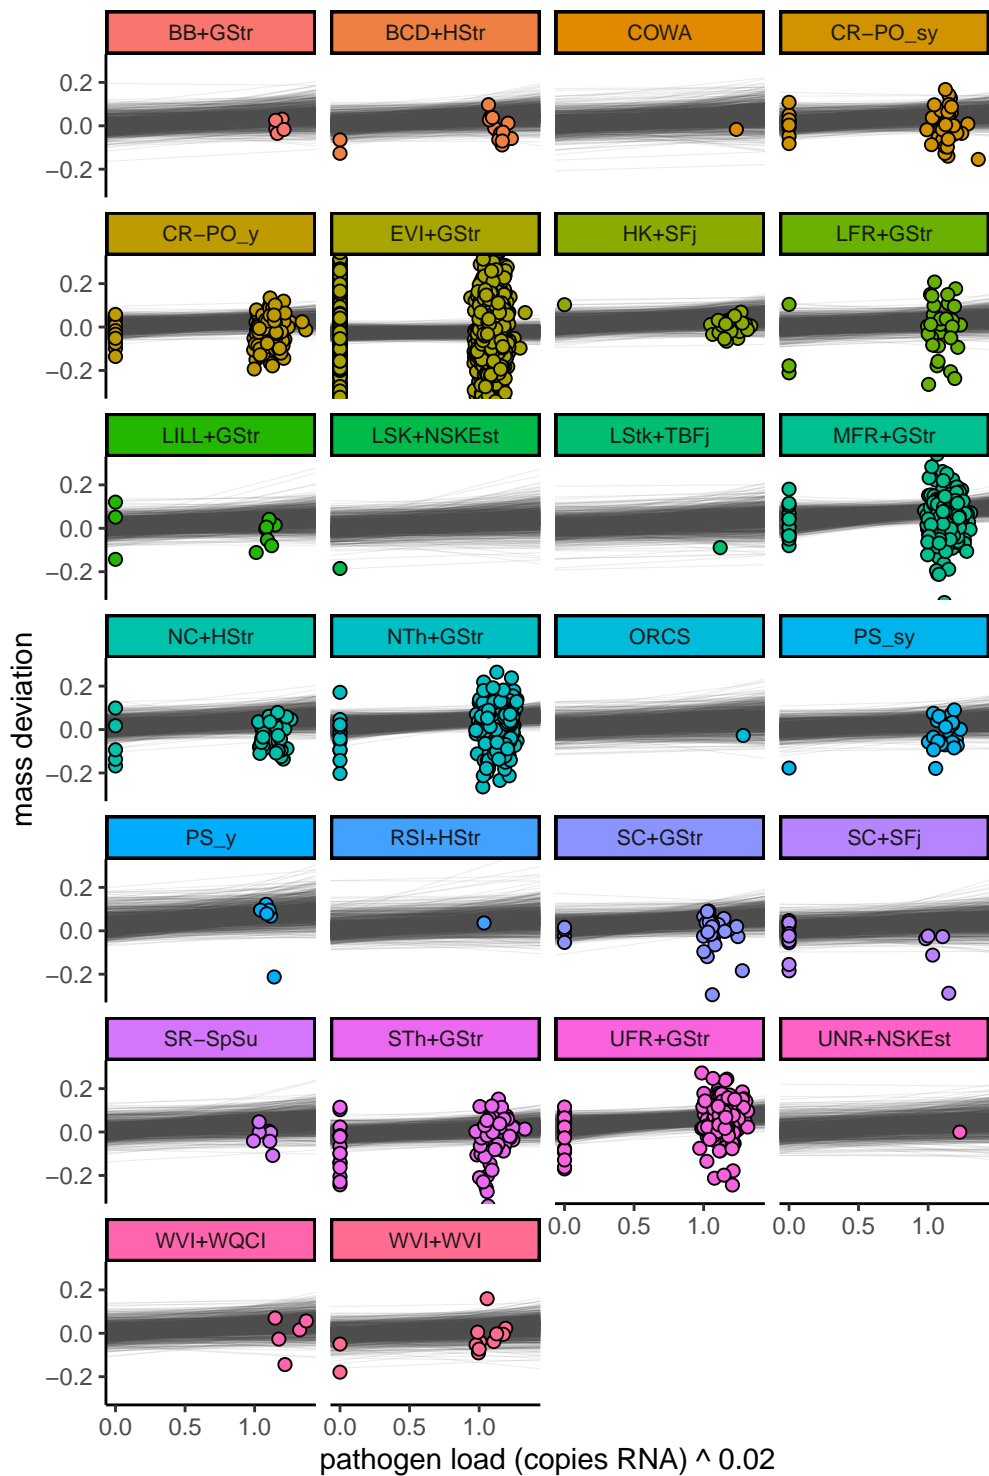 BB+GStr BCD+HStr COWA CR−PO_sy
0.2
0.0
−0.2
CR−PO_y EVI+GStr HK+SFj LFR+GStr
0.2
0.0
−0.2
LILL+GStr LSK+NSKEst LStk+TBFj MFR+GStr
0.2
0.0
−0.2
NC+HStr NTh+GStr ORCS PS_sy
0.2
0.0
−0.2
PS_y RSI+HStr SC+GStr SC+SFj
0.2
0.0
−0.2
SR−SpSu STh+GStr UFR+GStr UNR+NSKEst
0.2
0.0
−0.2
0.0 0.5 1.0 0.0 0.5 1.0
WVI+WQCI WVI+WVI
0.2
0.0
−0.2
0.0 0.5 1.0 0.0 0.5 1.0
mass deviation
pathogen load (copies RNA) ^ 0.02